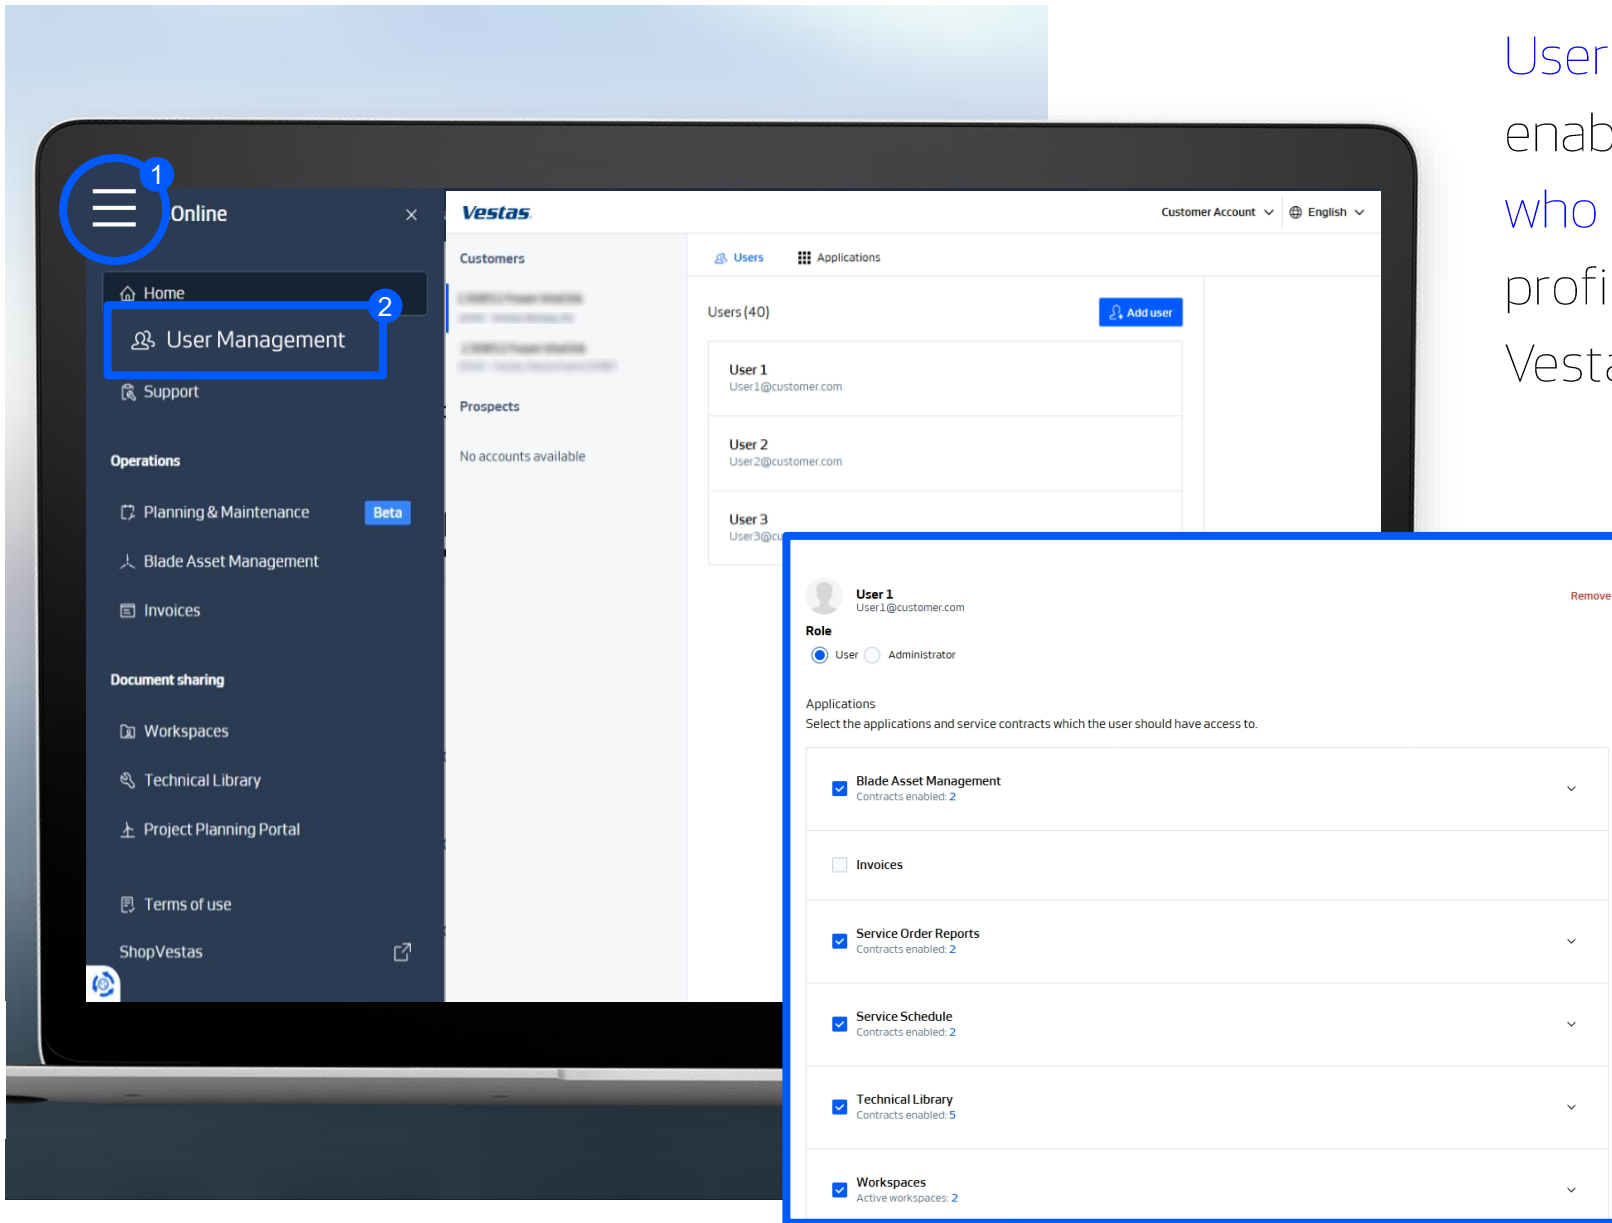 1
Online
Home
2
User Management
Support
Operations
Planning & Maintenance Beta
Blade Asset Management
Invoices
Document sharing
Workspaces
Technical Library
Project Planning Portal
Terms of use
ShopVestas
Vestas
Customer Account
English
Customers
Prospects
No accounts available
Users
Applications
Users (40)
Add user
User 1
User1@customer.com
User 2
User2@customer.com
User 3
User3@cu
User 1
User1@customer.com
Remove
Role
User Administrator
Applications
Select the applications and service contracts which the user should have access to.
Blade Asset Management
Contracts enabled: 2
Invoices
Service Order Reports
Contracts enabled: 2
Service Schedule
Contracts enabled: 2
Technical Library
Contracts enabled: 5
Workspaces
Active workspaces: 2
User
enab
who
profi
Vesta